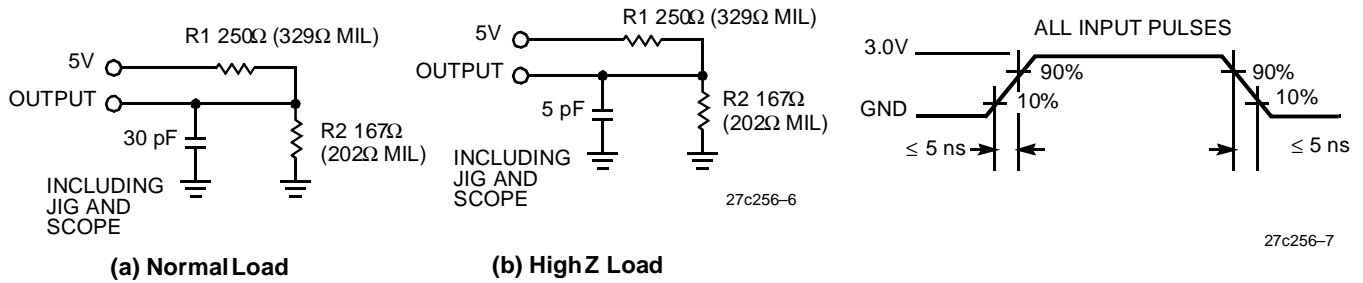 R1 250Ω (329Ω MIL)
5V
OUTPUT
30 pF
R2 167Ω
(202Ω MIL)
INCLUDING
JIG AND
SCOPE
(a) Normal Load
R1 250Ω (329Ω MIL)
5V
OUTPUT
5 pF
R2 167Ω
(202Ω MIL)
INCLUDING
JIG AND
SCOPE
27c256–6
(b) High Z Load
ALL INPUT PULSES
3.0V
90%
90%
10%
10%
GND
≤ 5 ns
≤ 5 ns
27c256–7